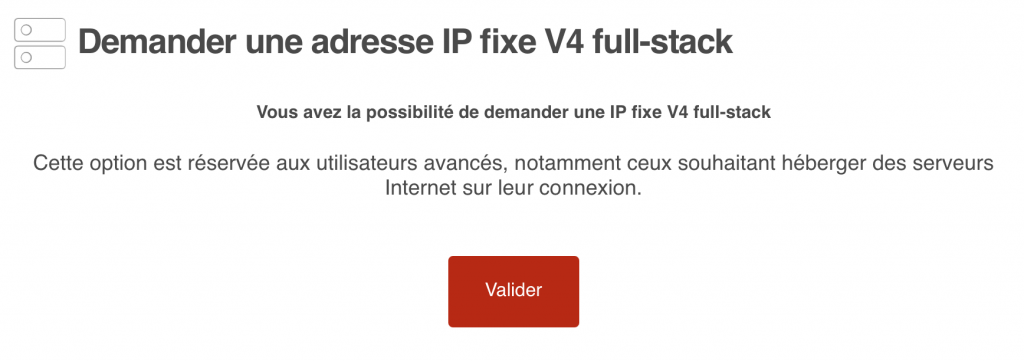 Demander une adresse IP fixe V4 full-stack
Vous avez la possibilité de demander une IP fixe V4 full-stack
Cette option est réservée aux utilisateurs avancés, notamment ceux souhaitant héberger des serveurs
Internet sur leur connexion.
Valider